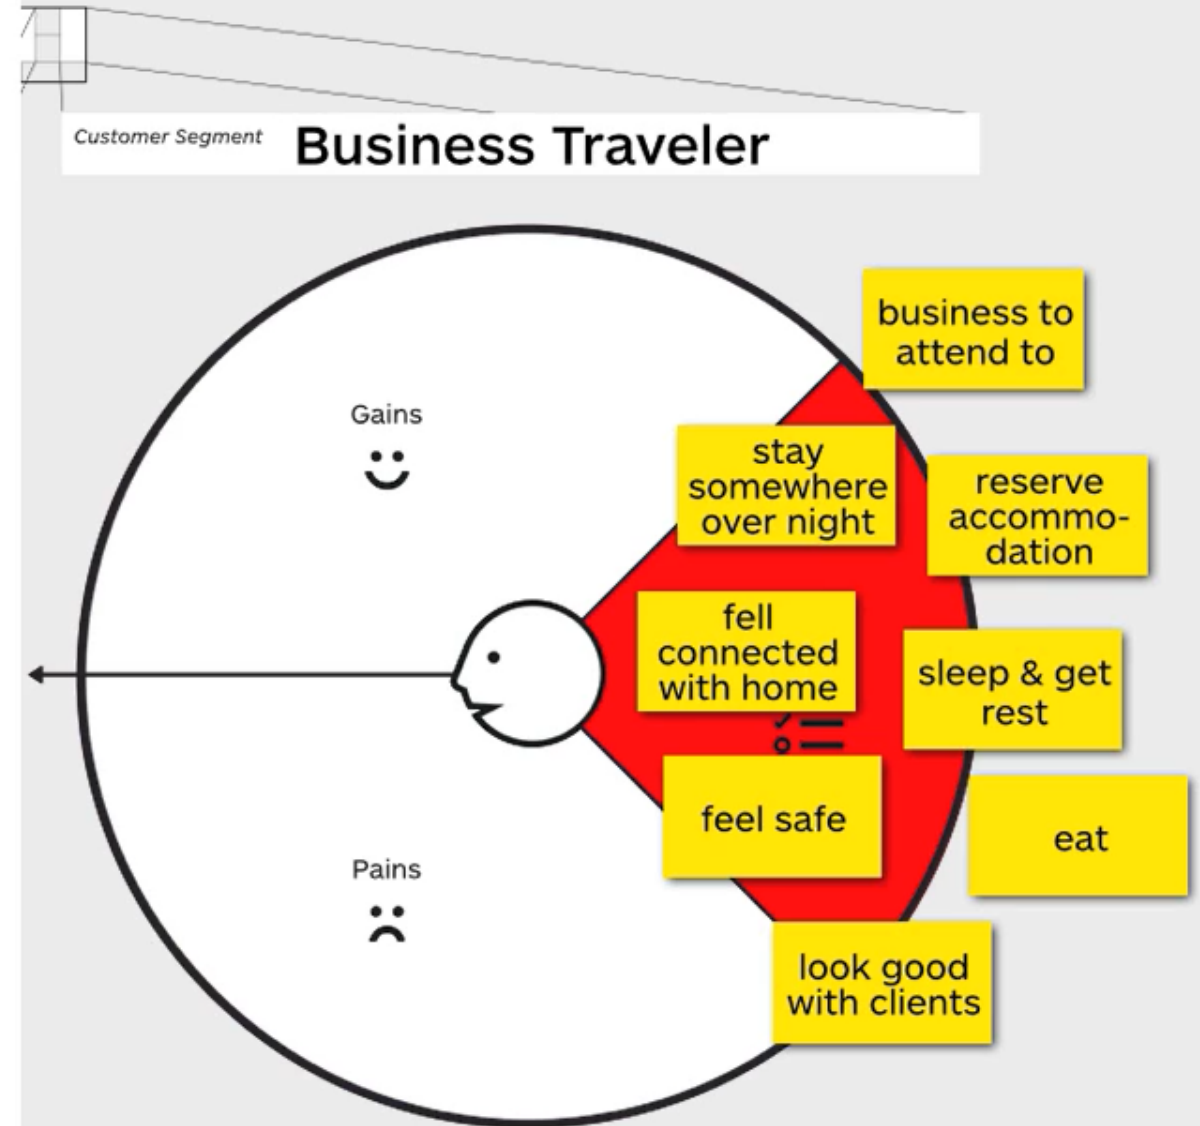 Customer Segment
Business Traveler
business to
attend to
Gains
stay
somewhere
over night
reserve
accommo-
dation
fell
connected
with home
sleep & get
rest
feel safe
eat
Pains
look good
with clients